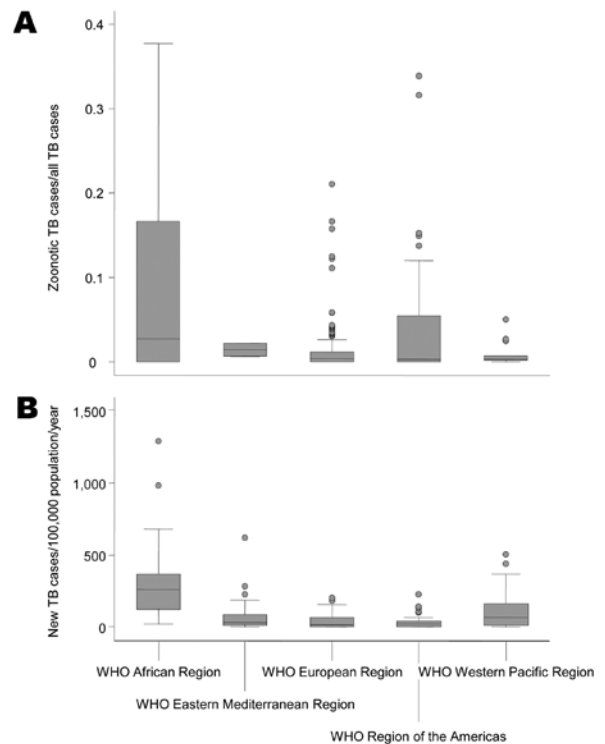 A
0.4
0.3
0.2
0.1
0
Zoonotic TB cases/all TB cases
B
1,500
1,000
500
0
New TB cases/100,000 population/year
WHO African Region
WHO European Region
WHO Western Pacific Region
WHO Eastern Mediterranean Region
WHO Region of the Americas